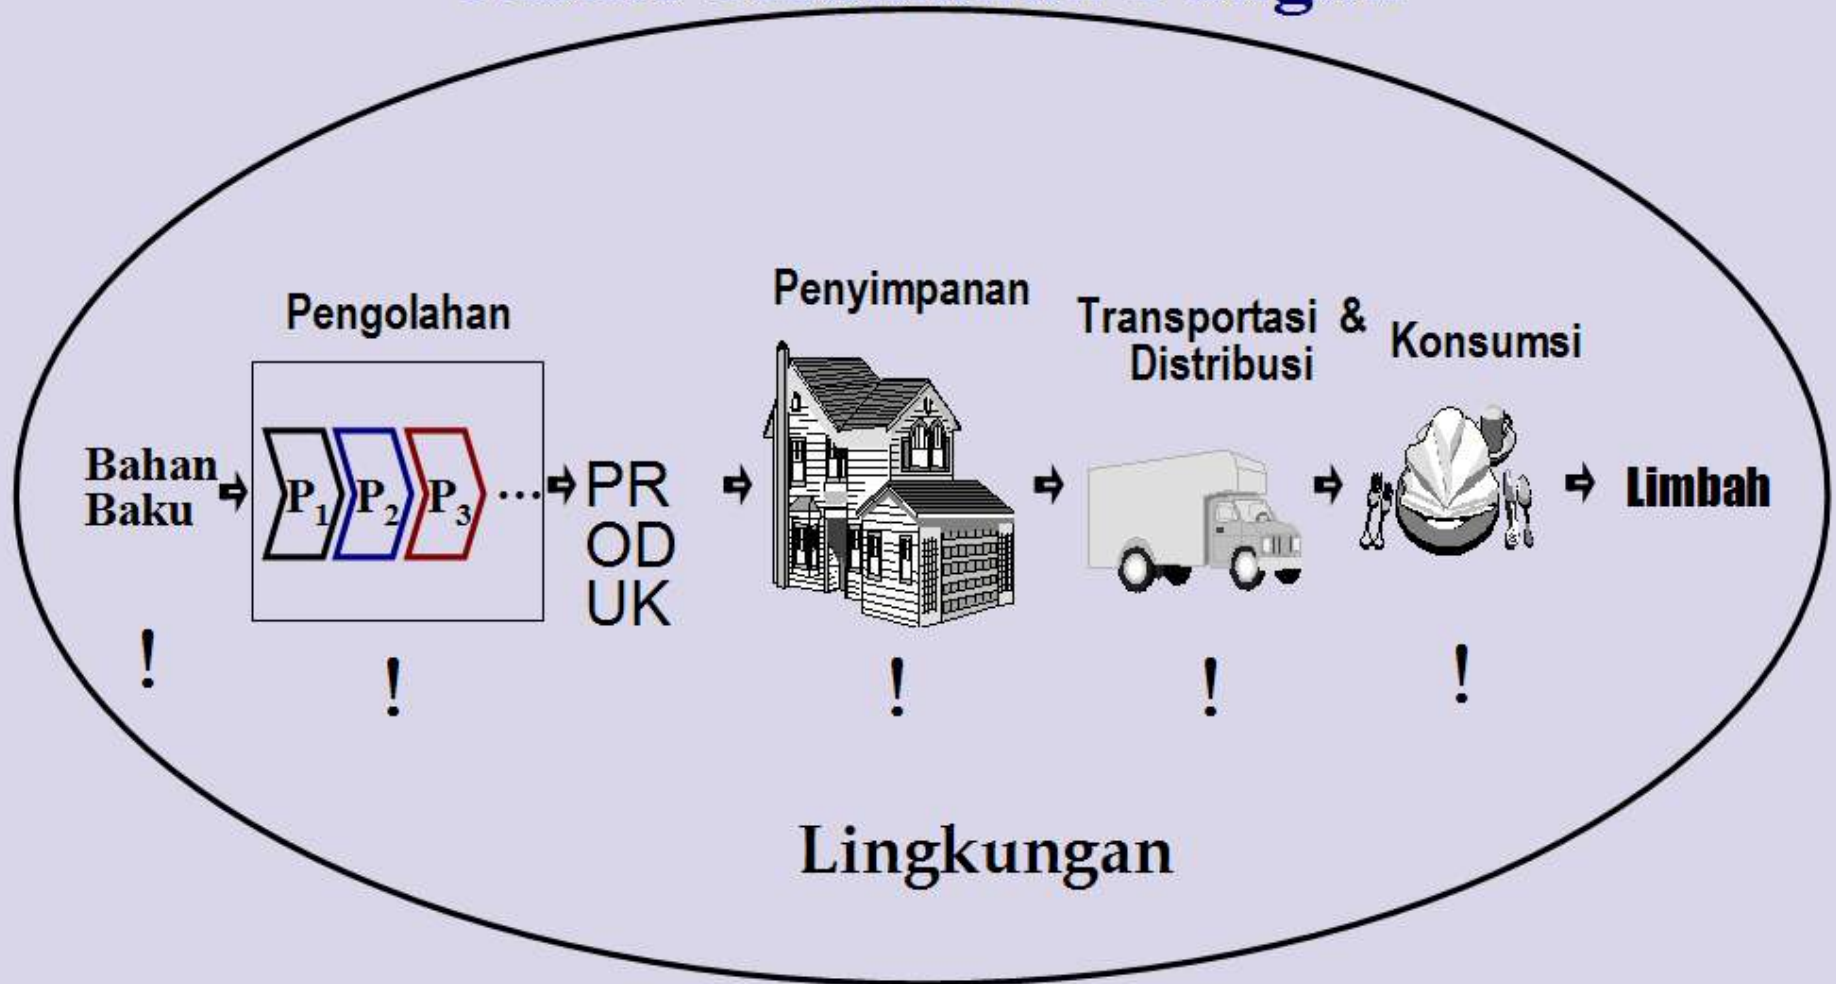 Pengolahan
Penyimpanan
Transportasi &
Distribusi
Konsumsi
Bahan
Baku
P1
P2
P3
...
PR
OD
UK
Limbah
!
!
!
!
!
Lingkungan